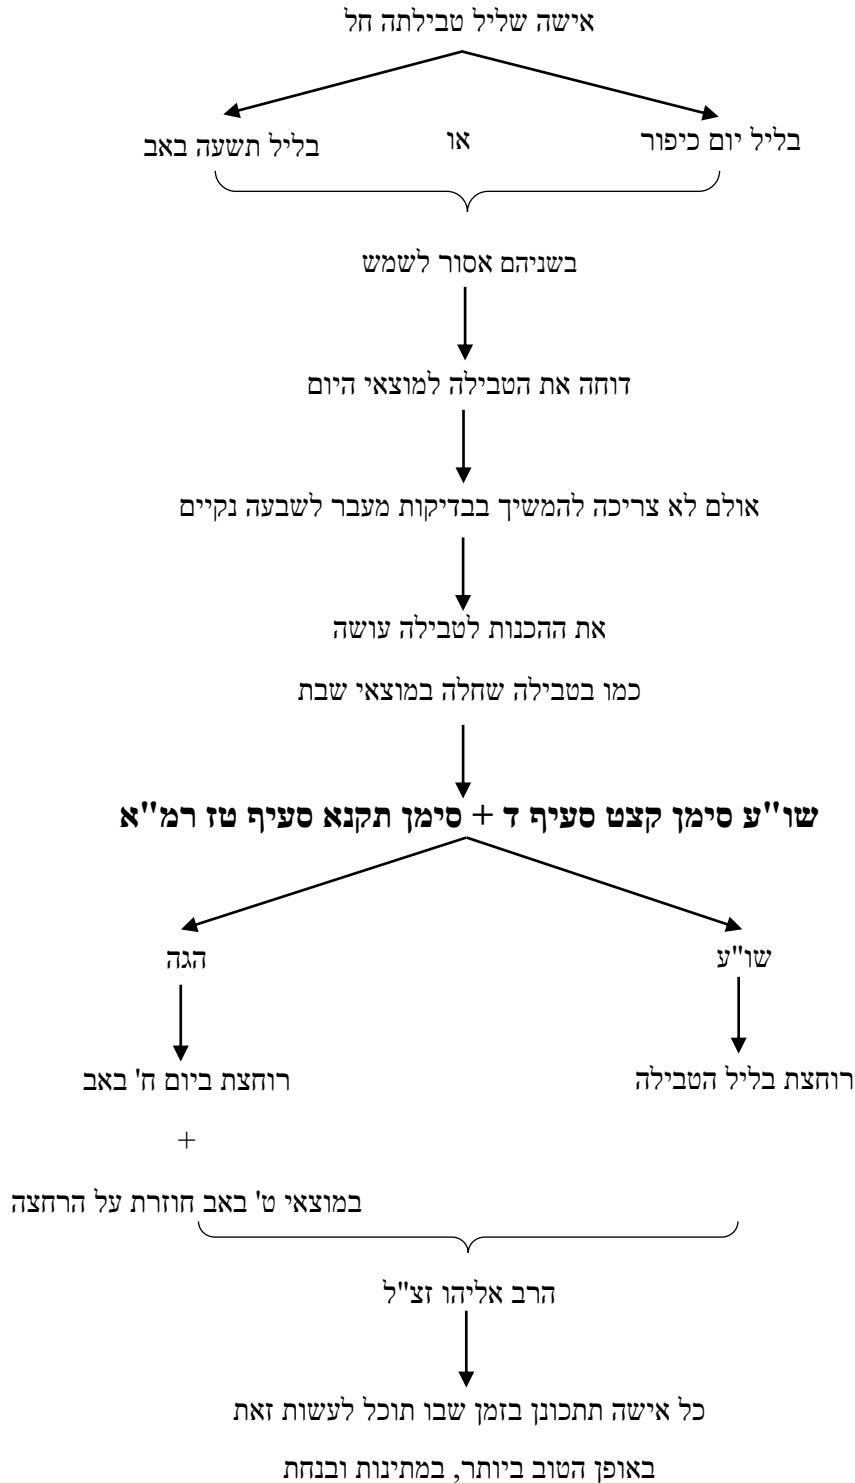 אישה שליל טבילתה חל
בליל יום כיפור
או
בליל תשעה באב
בשניהם אסור לשמש
דוחה את הטבילה למוצאי היום
אולם לא צריכה להמשיך בבדיקות מעבר לשבעה נקיים
את ההכנות לטבילה עושה
כמו בטבילה שחלה במוצאי שבת
שו"ע סימן קצט סעיף ד + סימן תקנא סעיף טז רמ"א
שו"ע
הגה
רוחצת בליל הטבילה
רוחצת ביום ח' באב
+
במוצאי ט' באב חוזרת על הרחצה
הרב אליהו זצ"ל
כל אישה תתכונן בזמן שבו תוכל לעשות זאת
באופן הטוב ביותר, במתינות ובנחת